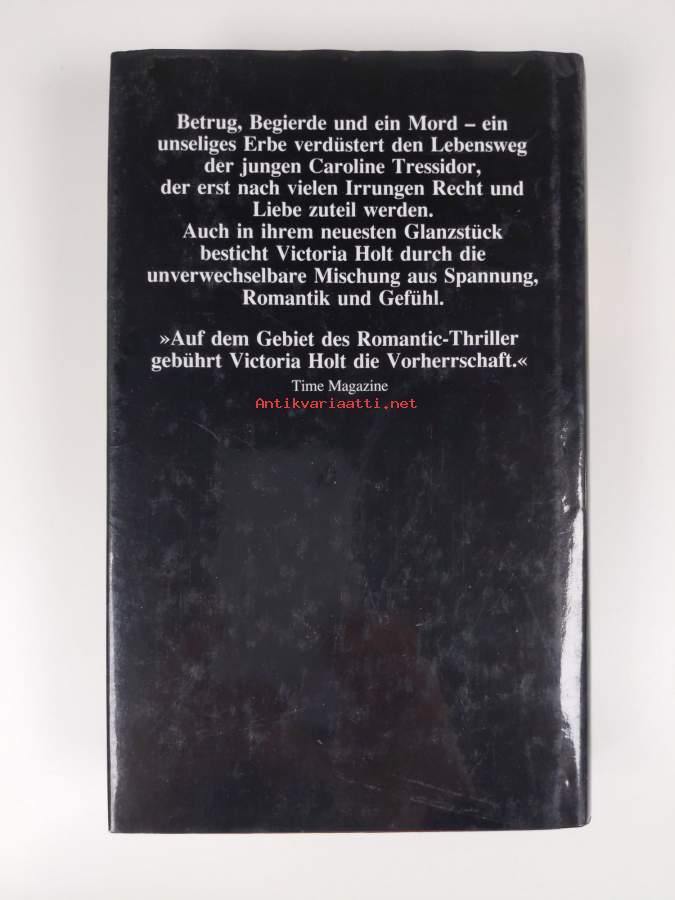 Betrug, Begierde und ein Mord – ein
unseliges Erbe verdüstert den Lebensweg
der jungen Caroline Tressidor,
der erst nach vielen Irrungen Recht und
Liebe zuteil werden.
Auch in ihrem neuesten Glanzstück
besticht Victoria Holt durch die
unverwechselbare Mischung aus Spannung,
Romantik und Gefühl.
»Auf dem Gebiet des Romantic-Thriller
gebührt Victoria Holt die Vorherrschaft.«
Time Magazine
Antikvariaatti.net